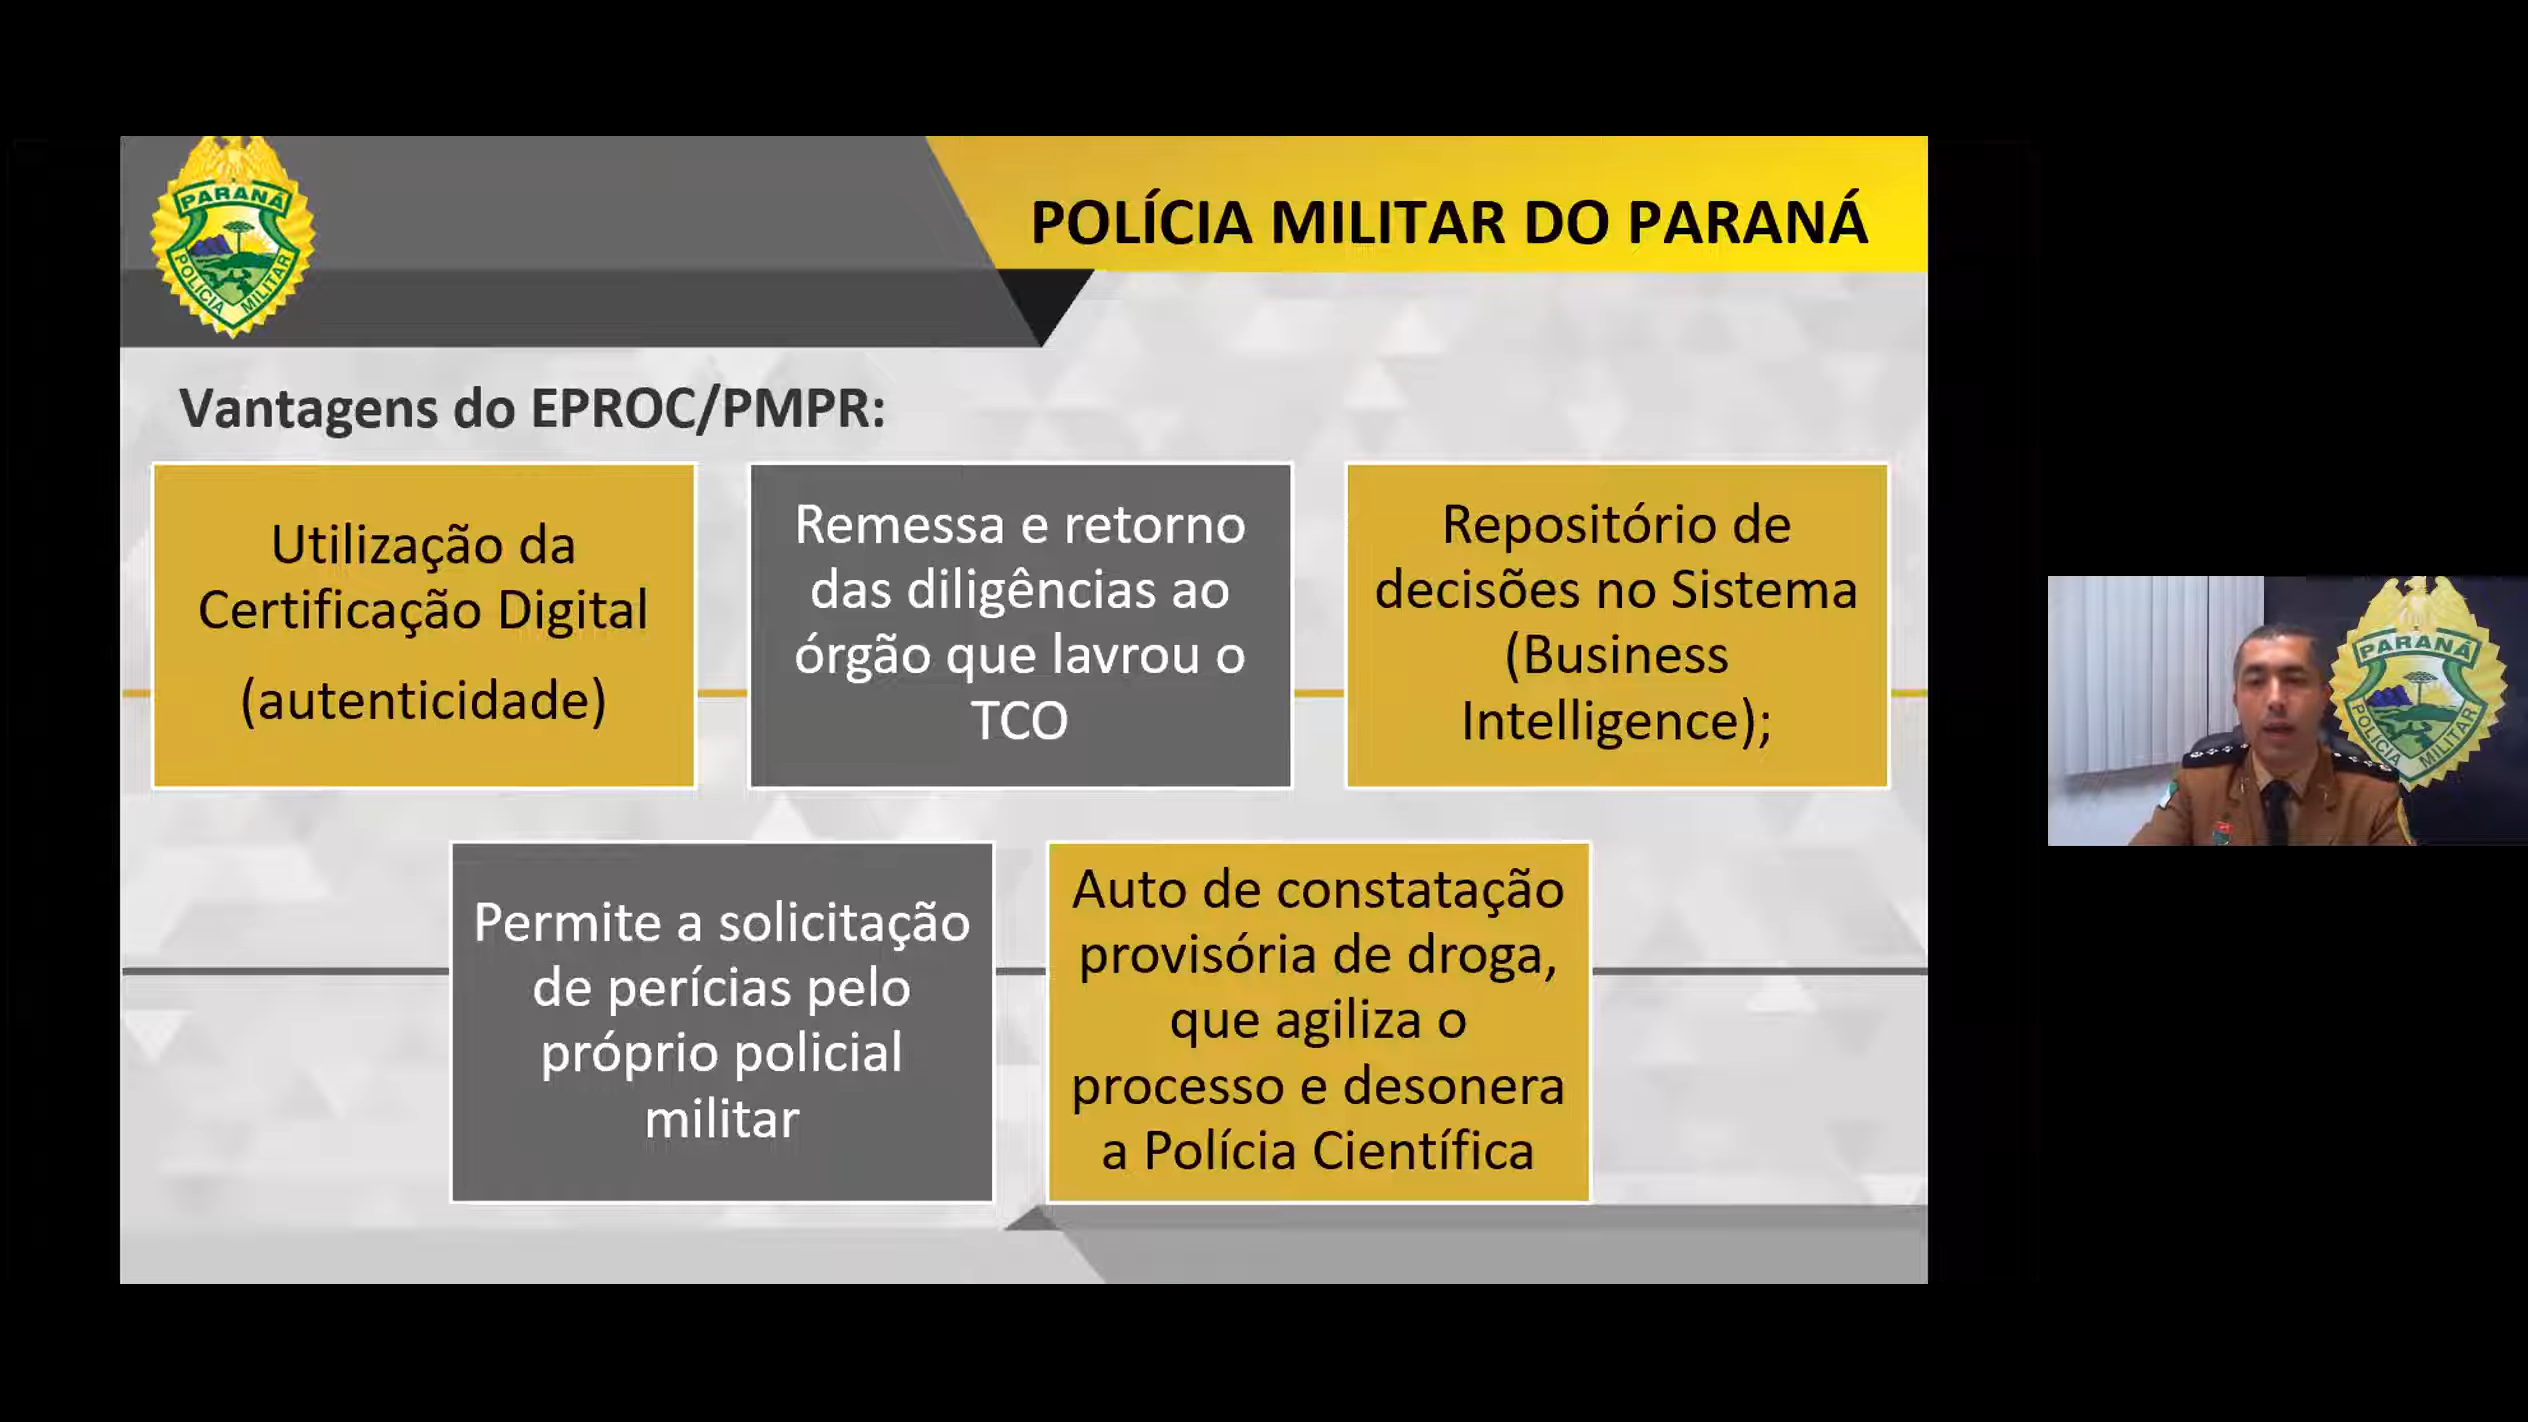 PARANÁ
POLÍCIA MILITAR
POLÍCIA MILITAR DO PARANÁ
Vantagens do EPROC/PMPR:
Utilização da
Certificação Digital
(autenticidade)
Remessa e retorno
das diligências ao
órgão que lavrou o
TCO
Repositório de
decisões no Sistema
(Business
Intelligence);
Permite a solicitação
de perícias pelo
próprio policial
militar
Auto de constatação
provisória de droga,
que agiliza o
processo e desonera
a Polícia Científica
PARANÁ
POLÍCIA MILITAR